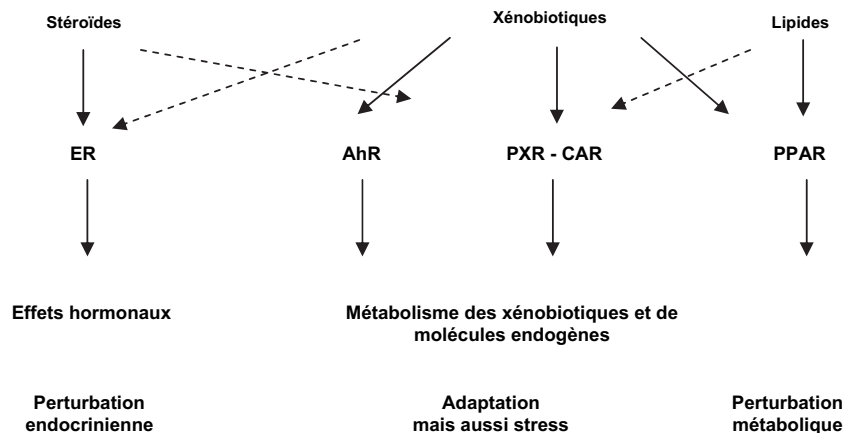 Stéroïdes
Xénobiotiques
Lipides
ER
AhR
PXR - CAR
PPAR
Effets hormonaux
Métabolisme des xénobiotiques et de
molécules endogènes
Perturbation
endocrinienne
Adaptation
mais aussi stress
Perturbation
métabolique